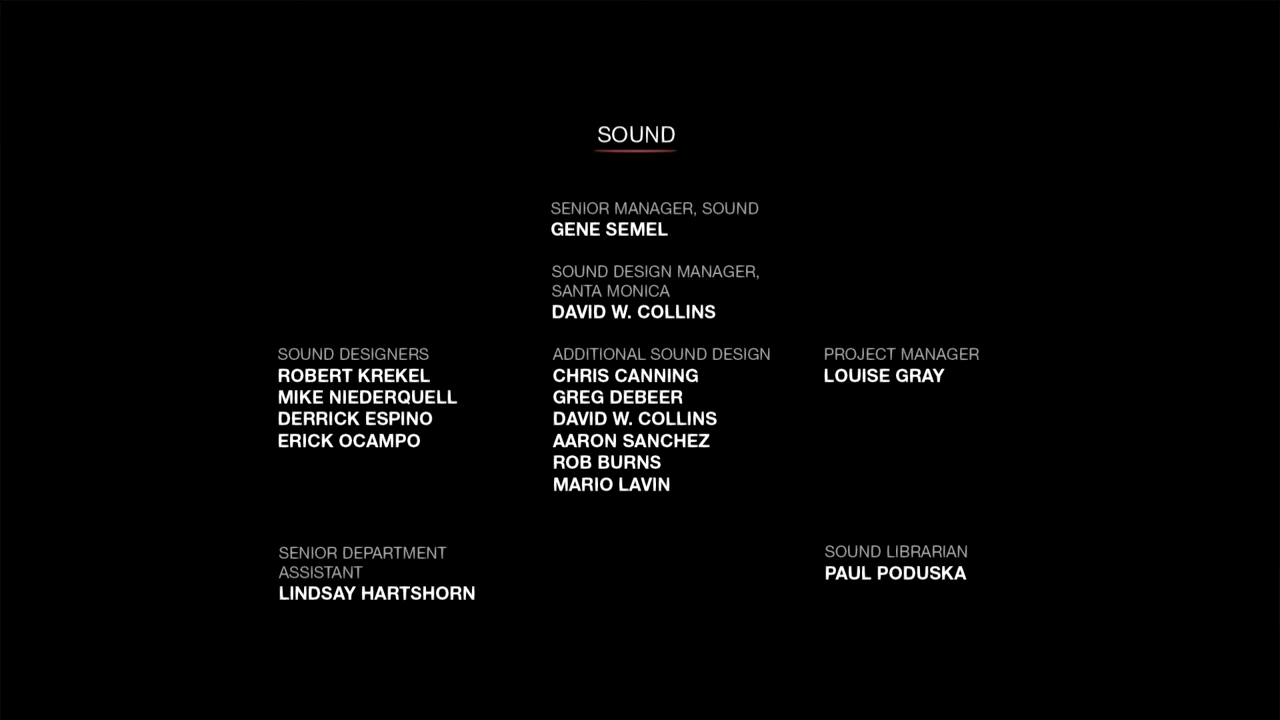 SOUND
SENIOR MANAGER, SOUND
GENE SEMEL
SOUND DESIGN MANAGER,
SANTA MONICA
DAVID W. COLLINS
SOUND DESIGNERS
ROBERT KREKEL
MIKE NIEDERQUELL
DERRICK ESPINO
ERICK OCAMPO
ADDITIONAL SOUND DESIGN
CHRIS CANNING
GREG DEBEER
DAVID W. COLLINS
AARON SANCHEZ
ROB BURNS
MARIO LAVIN
PROJECT MANAGER
LOUISE GRAY
SENIOR DEPARTMENT
ASSISTANT
LINDSAY HARTSHORN
SOUND LIBRARIAN
PAUL PODUSKA